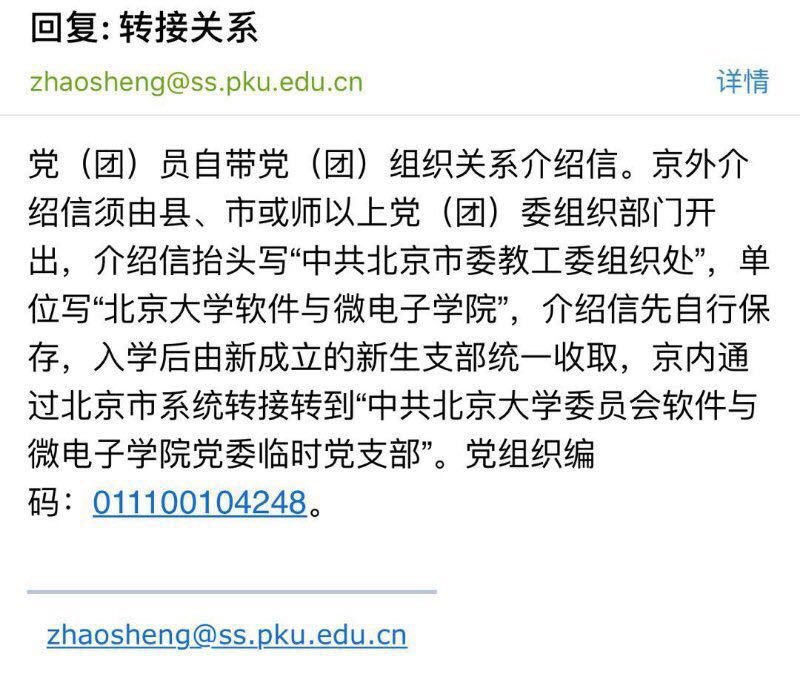 回复: 转接关系
zhaosheng@ss.pku.edu.cn 详情
党（团）员自带党（团）组织关系介绍信。京外介
绍信须由县、市或师以上党（团）委组织部门开
出，介绍信抬头写“中共北京市委教工委组织处”，单
位写“北京大学软件与微电子学院”，介绍信先自行保
存，入学后由新成立的新生支部统一收取，京内通
过北京市系统转接转到“中共北京大学委员会软件与
微电子学院党委临时党支部”。党组织编
码：011100104248。
zhaosheng@ss.pku.edu.cn